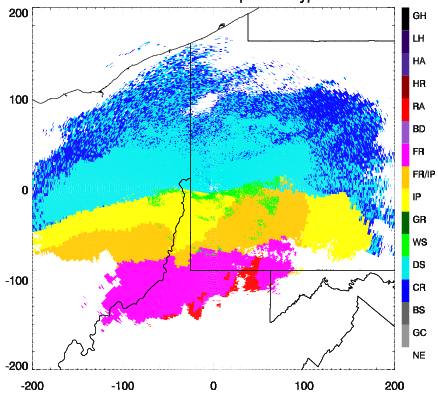 200
100
0
-100
-200
-200 -100 0 100 200
GH
LH
HA
HR
RA
BD
FR
FR/IP
IP
GR
WS
DS
CR
BS
GC
NE